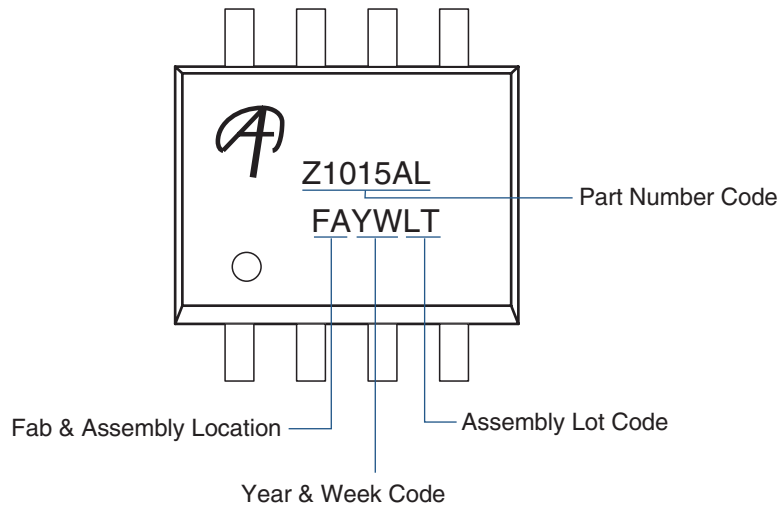 Z1015AL
Part Number Code
FAYWLT
Fab & Assembly Location
Assembly Lot Code
Year & Week Code